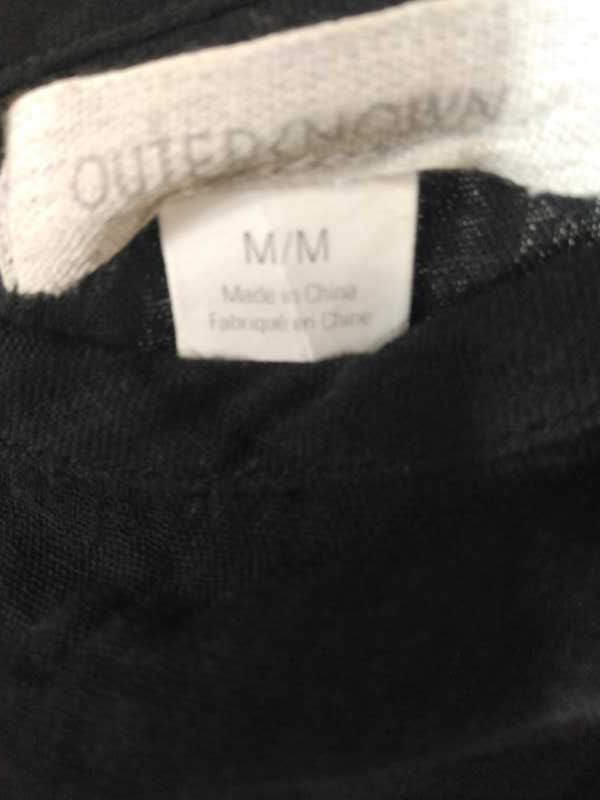 OUTERKNOWN
M/M
Made in China
Fabriqué en Chine